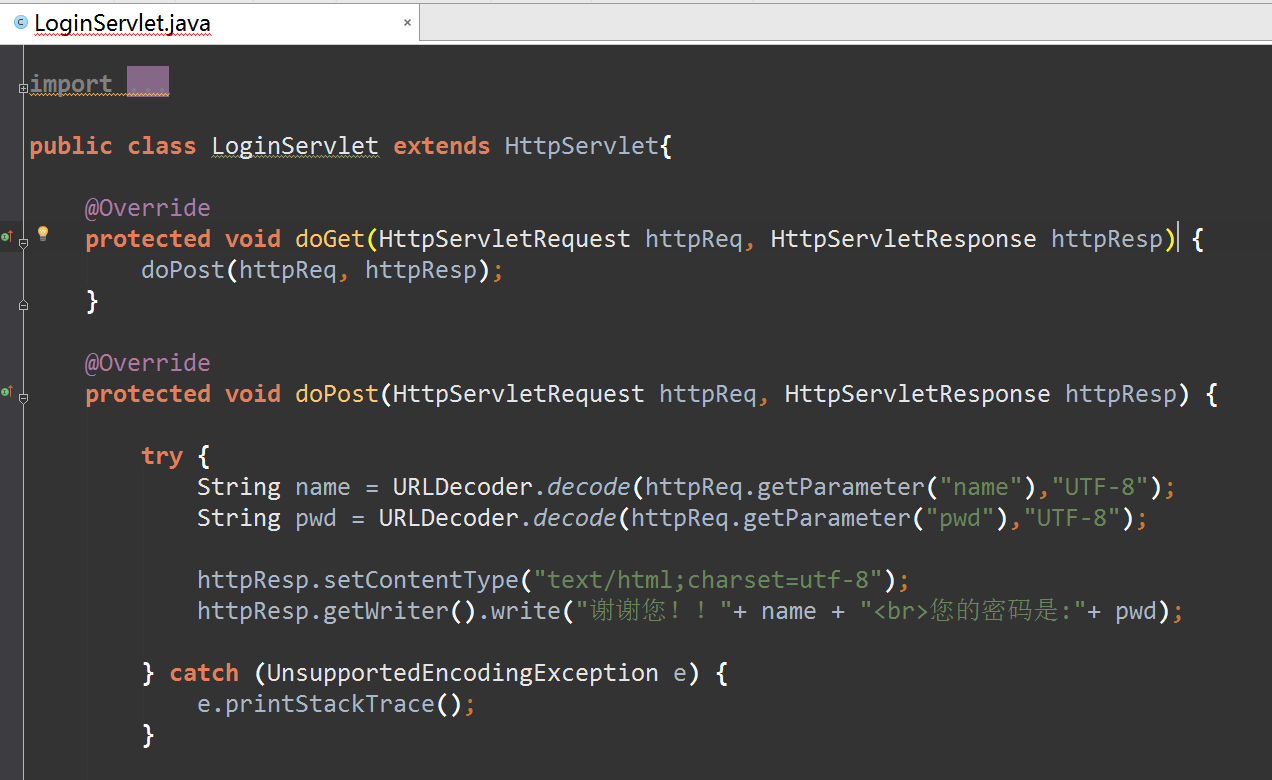 LoginServlet.java
import ...
public class LoginServlet extends HttpServlet{
@Override
protected void doGet(HttpServletRequest httpReq, HttpServletResponse httpResp) {
doPost(httpReq, httpResp);
}
@Override
protected void doPost(HttpServletRequest httpReq, HttpServletResponse httpResp) {
try {
String name = URLDecoder.decode(httpReq.getParameter("name"),"UTF-8");
String pwd = URLDecoder.decode(httpReq.getParameter("pwd"),"UTF-8");
httpResp.setContentType("text/html;charset=utf-8");
httpResp.getWriter().write("谢谢您！！"+ name + "<br>您的密码是:"+ pwd);
} catch (UnsupportedEncodingException e) {
e.printStackTrace();
}